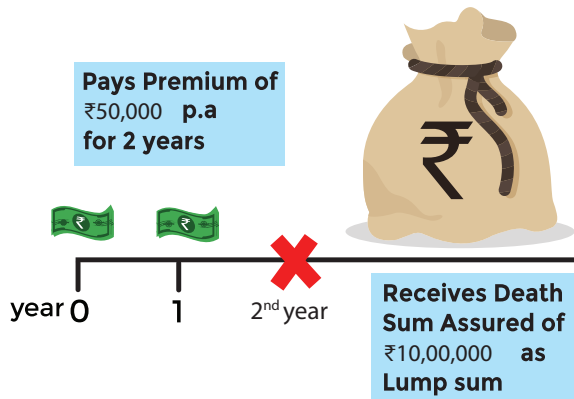 Pays Premium of
₹50,000 p.a
for 2 years
₹
₹ ₹
year 0 1 2nd year
Receives Death
Sum Assured of
₹10,00,000 as
Lump sum